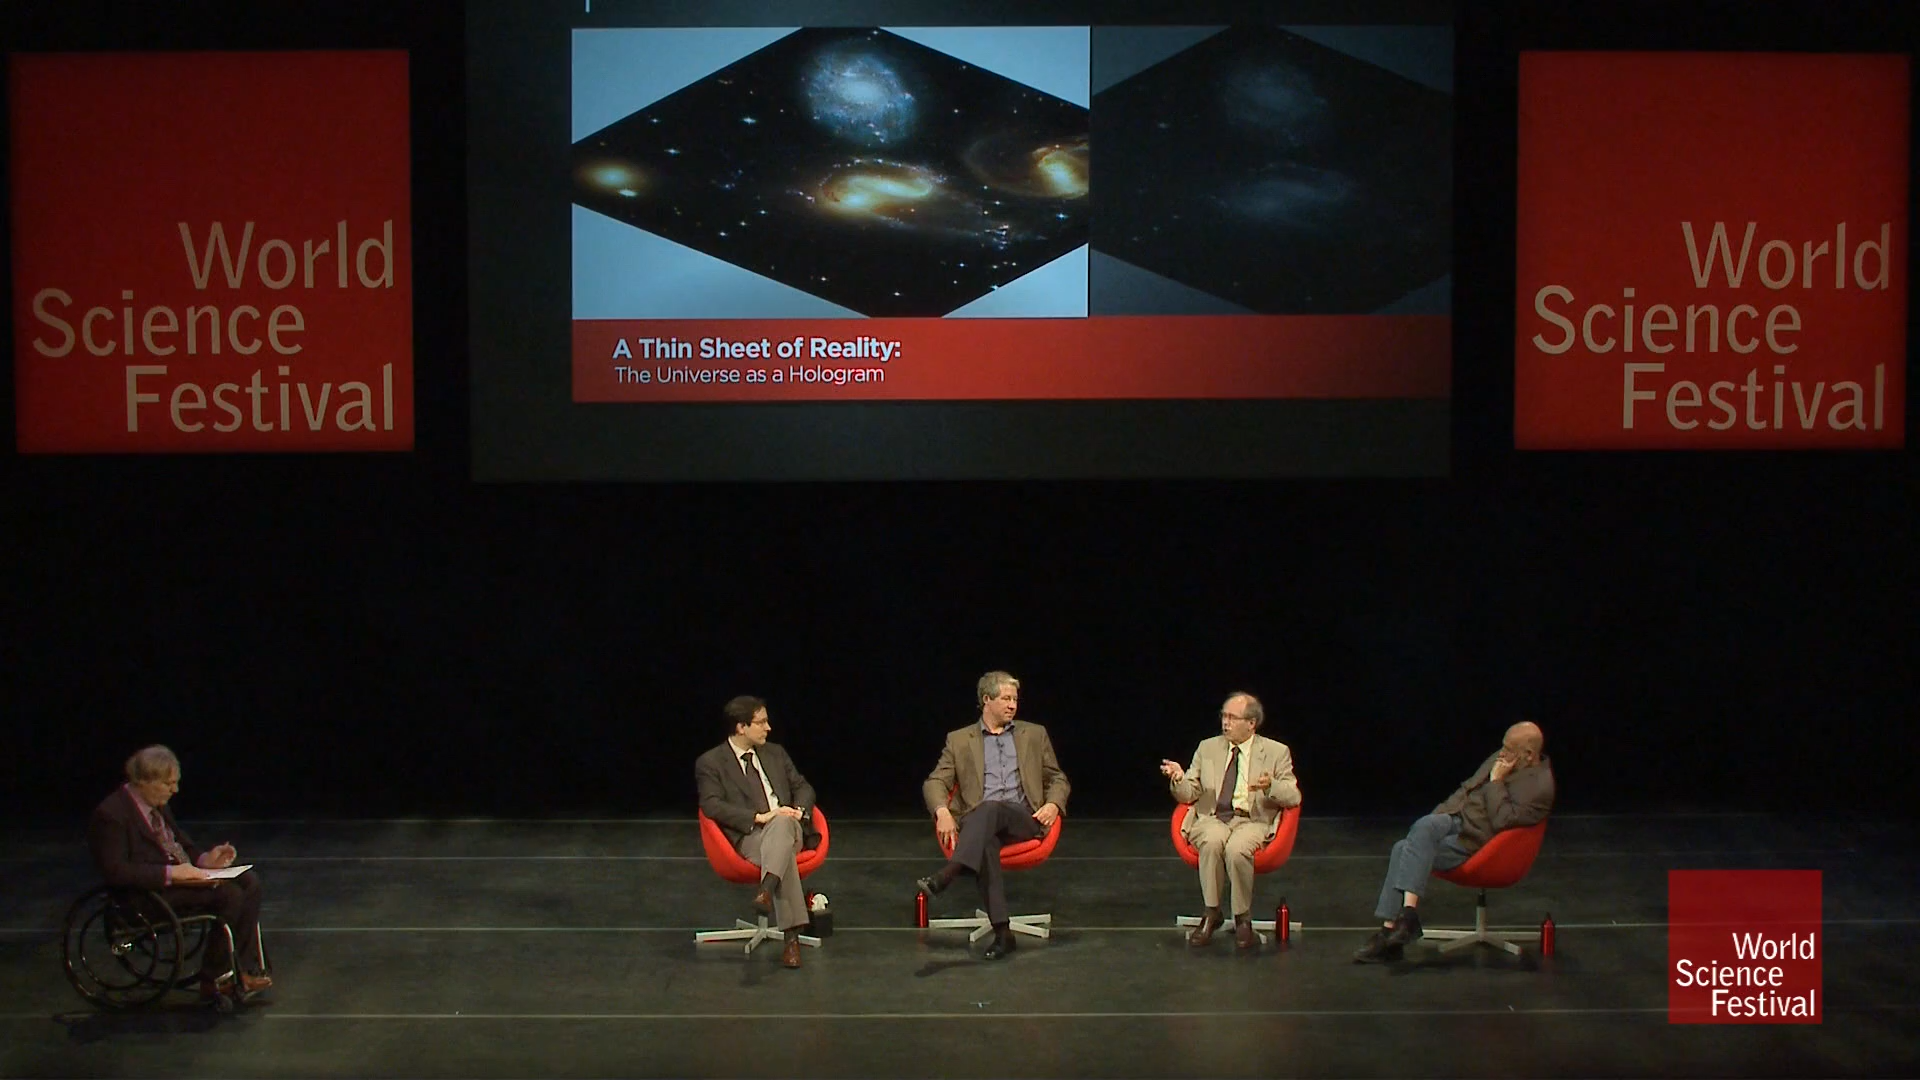 World
Science
Festival
A Thin Sheet of Reality:
The Universe as a Hologram
World
Science
Festival
World
Science
Festival